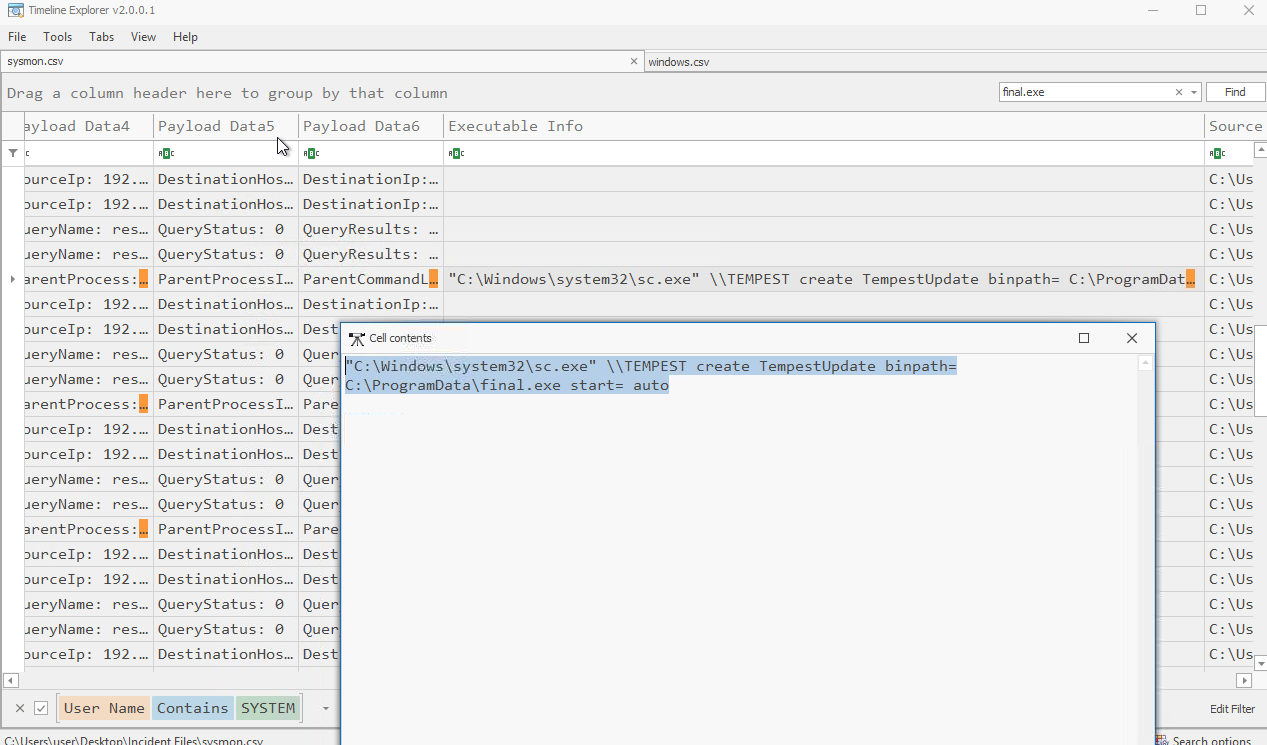 Timeline Explorer v2.0.0.1
File Tools Tabs View Help
sysmon.csv windows.csv
Drag a column header here to group by that column final.exe Find
ayload Data4 Payload Data5 Payload Data6 Executable Info Source
ourceIp: 192.… DestinationHos… DestinationIp:… C:\Us
ourceIp: 192.… DestinationHos… DestinationIp:… C:\Us
ueryName: res… QueryStatus: 0 QueryResults: … C:\Us
ueryName: res… QueryStatus: 0 QueryResults: … C:\Us
arentProcess:… ParentProcessI… ParentCommandL… "C:\Windows\system32\sc.exe" \\TEMPEST create TempestUpdate binpath= C:\ProgramDat… C:\Us
ourceIp: 192.… DestinationHos… DestinationIp:… C:\Us
ourceIp: 192.… DestinationHos… Dest C:\Us
Cell contents
ueryName: res… QueryStatus: 0 Quer C:\Us
"C:\Windows\system32\sc.exe" \\TEMPEST create TempestUpdate binpath=
C:\ProgramData\final.exe start= auto
ueryName: res… QueryStatus: 0 Quer C:\Us
arentProcess:… ParentProcessI… Pare C:\Us
ourceIp: 192.… DestinationHos… Dest C:\Us
ourceIp: 192.… DestinationHos… Dest C:\Us
ueryName: res… QueryStatus: 0 Quer C:\Us
ueryName: res… QueryStatus: 0 Quer C:\Us
arentProcess:… ParentProcessI… Pare C:\Us
ourceIp: 192.… DestinationHos… Dest C:\Us
ourceIp: 192.… DestinationHos… Dest C:\Us
ueryName: res… QueryStatus: 0 Quer C:\Us
ueryName: res… QueryStatus: 0 Quer C:\Us
ourceIp: 192.… DestinationHos… Dest C:\Us
User Name Contains SYSTEM Edit Filter
C:\Users\user\Desktop\Incident Files\sysmon.csv Search options